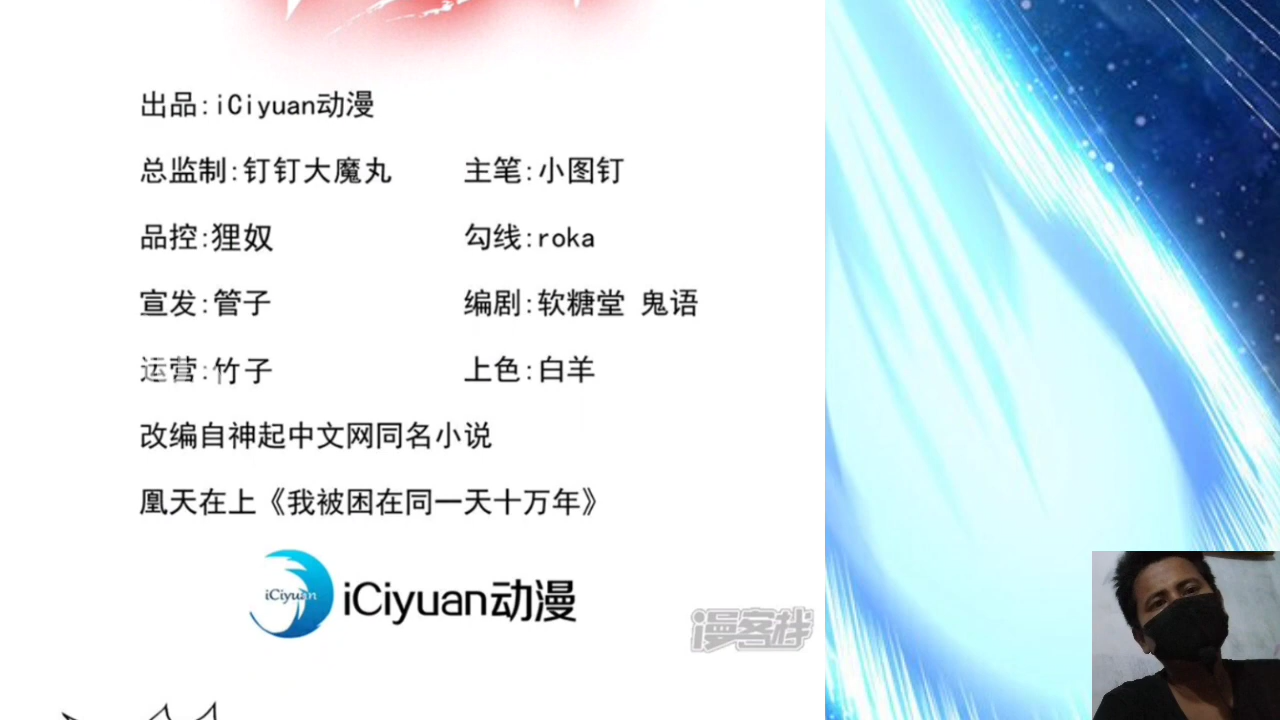 出品:iCiyuan动漫
总监制:钉钉大魔丸 主笔:小图钉
品控:狸奴 勾线:roka
宣发:管子 编剧:软糖堂 鬼语
运营:竹子 上色:白羊
改编自神起中文网同名小说
凰天在上《我被困在同一天十万年》
iCiyuan iCiyuan动漫
漫客栈